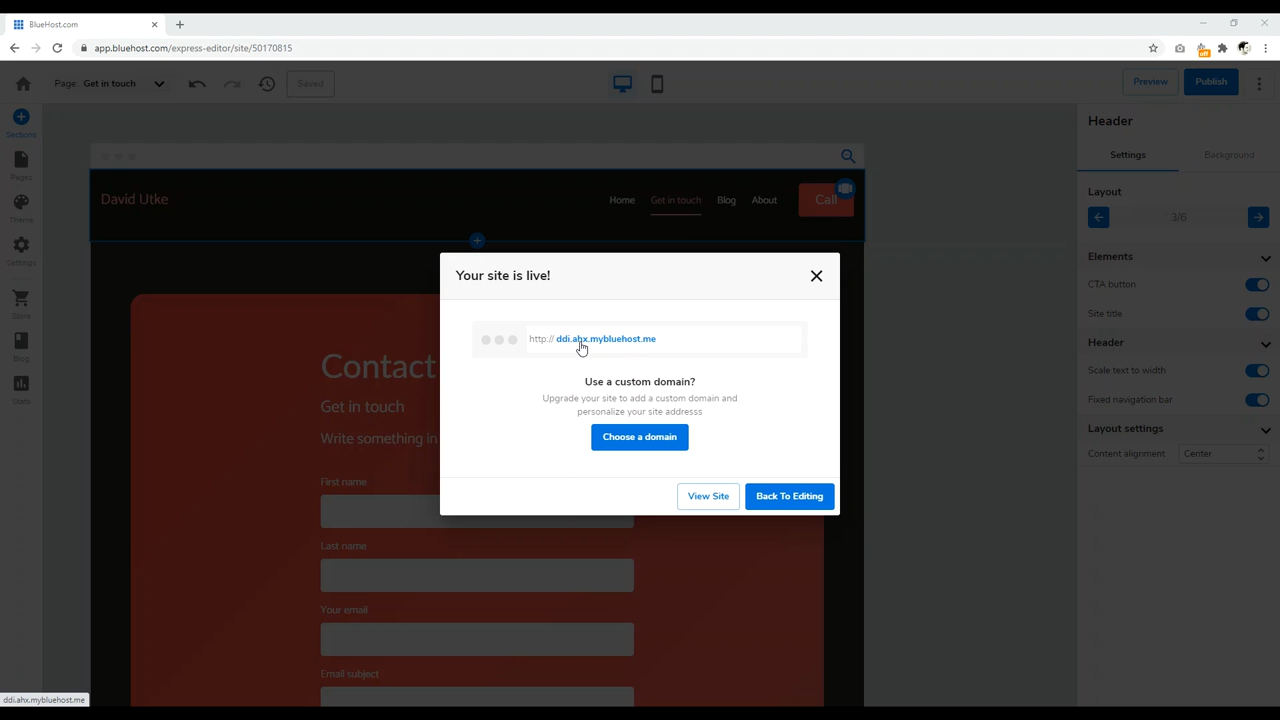 BlueHost.com
app.bluehost.com/express-editor/site/50170815
off
Page: Get in touch
Saved
Preview
Publish
Sections
Pages
Theme
Settings
Store
Blog
Stats
David Utke
Home
Get in touch
Blog
About
Call
Contact
Get in touch
Write something in
First name
Last name
Your email
Email subject
Your site is live!
http:// ddi.ahx.mybluehost.me
Use a custom domain?
Upgrade your site to add a custom domain and
personalize your site addresss
Choose a domain
View Site
Back To Editing
Header
Settings
Background
Layout
3/6
Elements
CTA button
Site title
Header
Scale text to width
Fixed navigation bar
Layout settings
Content alignment
Center
ddi.ahx.mybluehost.me